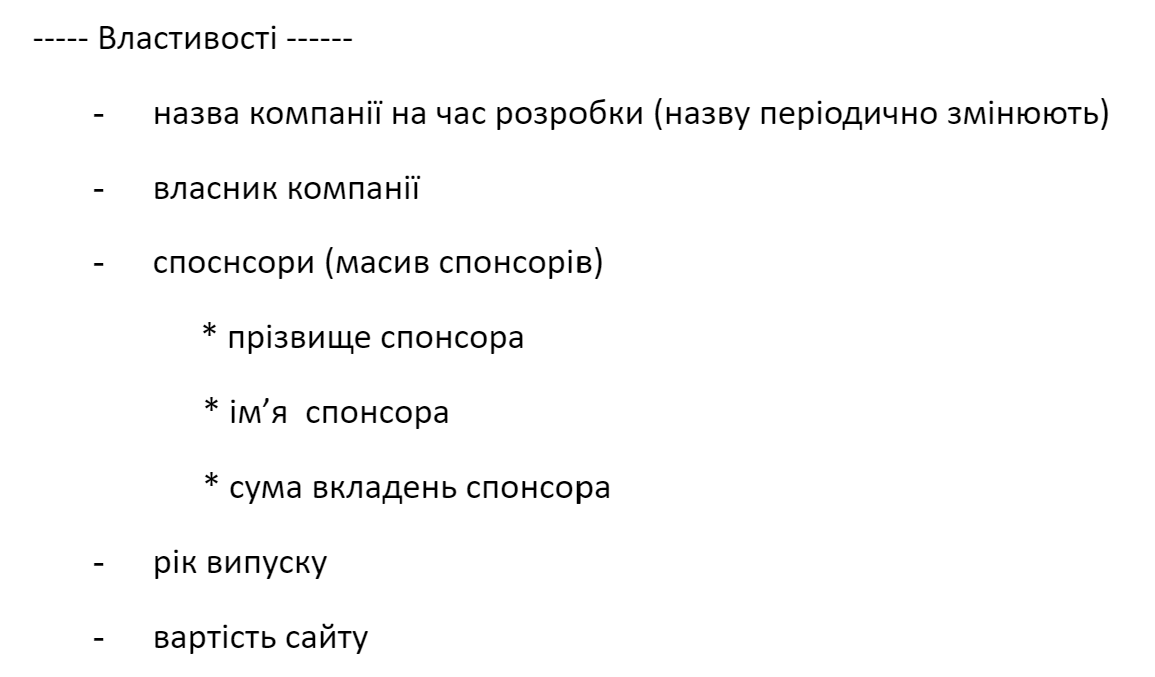 ----- Властивості ------
- назва компанії на час розробки (назву періодично змінюють)
- власник компанії
- споснсори (масив спонсорів)
* прізвище спонсора
* ім’я  спонсора
* сума вкладень спонсора
- рік випуску
- вартість сайту